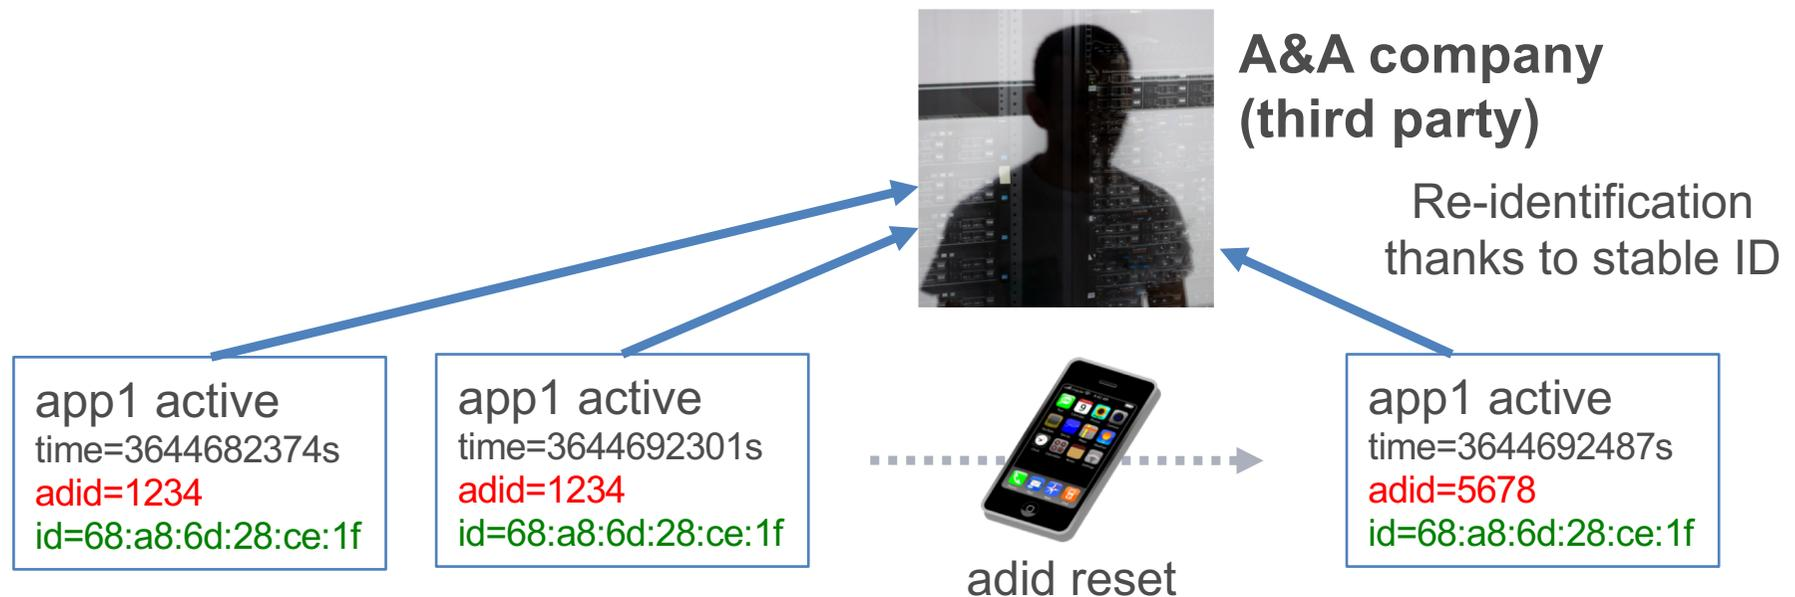 A&A company
(third party)
Re-identification
thanks to stable ID
app1 active
time=3644682374s
adid=1234
id=68:a8:6d:28:ce:1f
app1 active
time=3644692301s
adid=1234
id=68:a8:6d:28:ce:1f
adid reset
app1 active
time=3644692487s
adid=5678
id=68:a8:6d:28:ce:1f